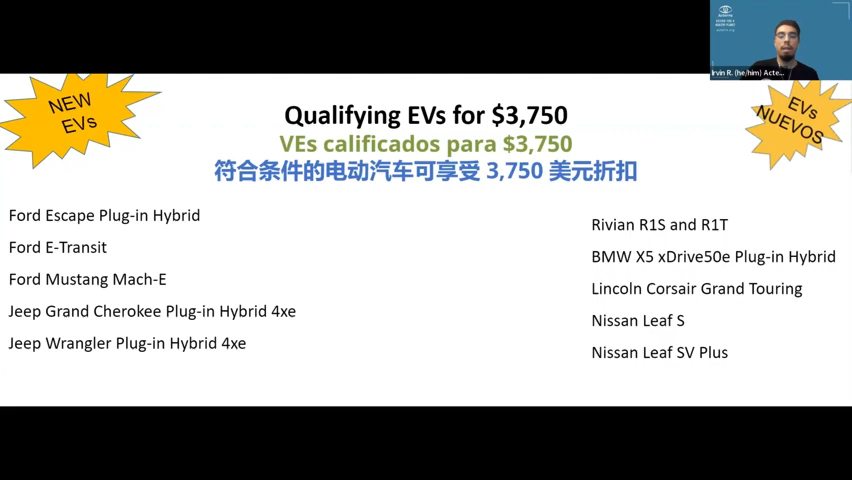 NEW
EVs
Qualifying EVs for $3,750
VEs calificados para $3,750
符合条件的电动汽车可享受 3,750 美元折扣
EVs
NUEVOS
Ford Escape Plug-in Hybrid
Ford E-Transit
Ford Mustang Mach-E
Jeep Grand Cherokee Plug-in Hybrid 4xe
Jeep Wrangler Plug-in Hybrid 4xe
Rivian R1S and R1T
BMW X5 xDrive50e Plug-in Hybrid
Lincoln Corsair Grand Touring
Nissan Leaf S
Nissan Leaf SV Plus
Irvin R. (he/him) Acte...